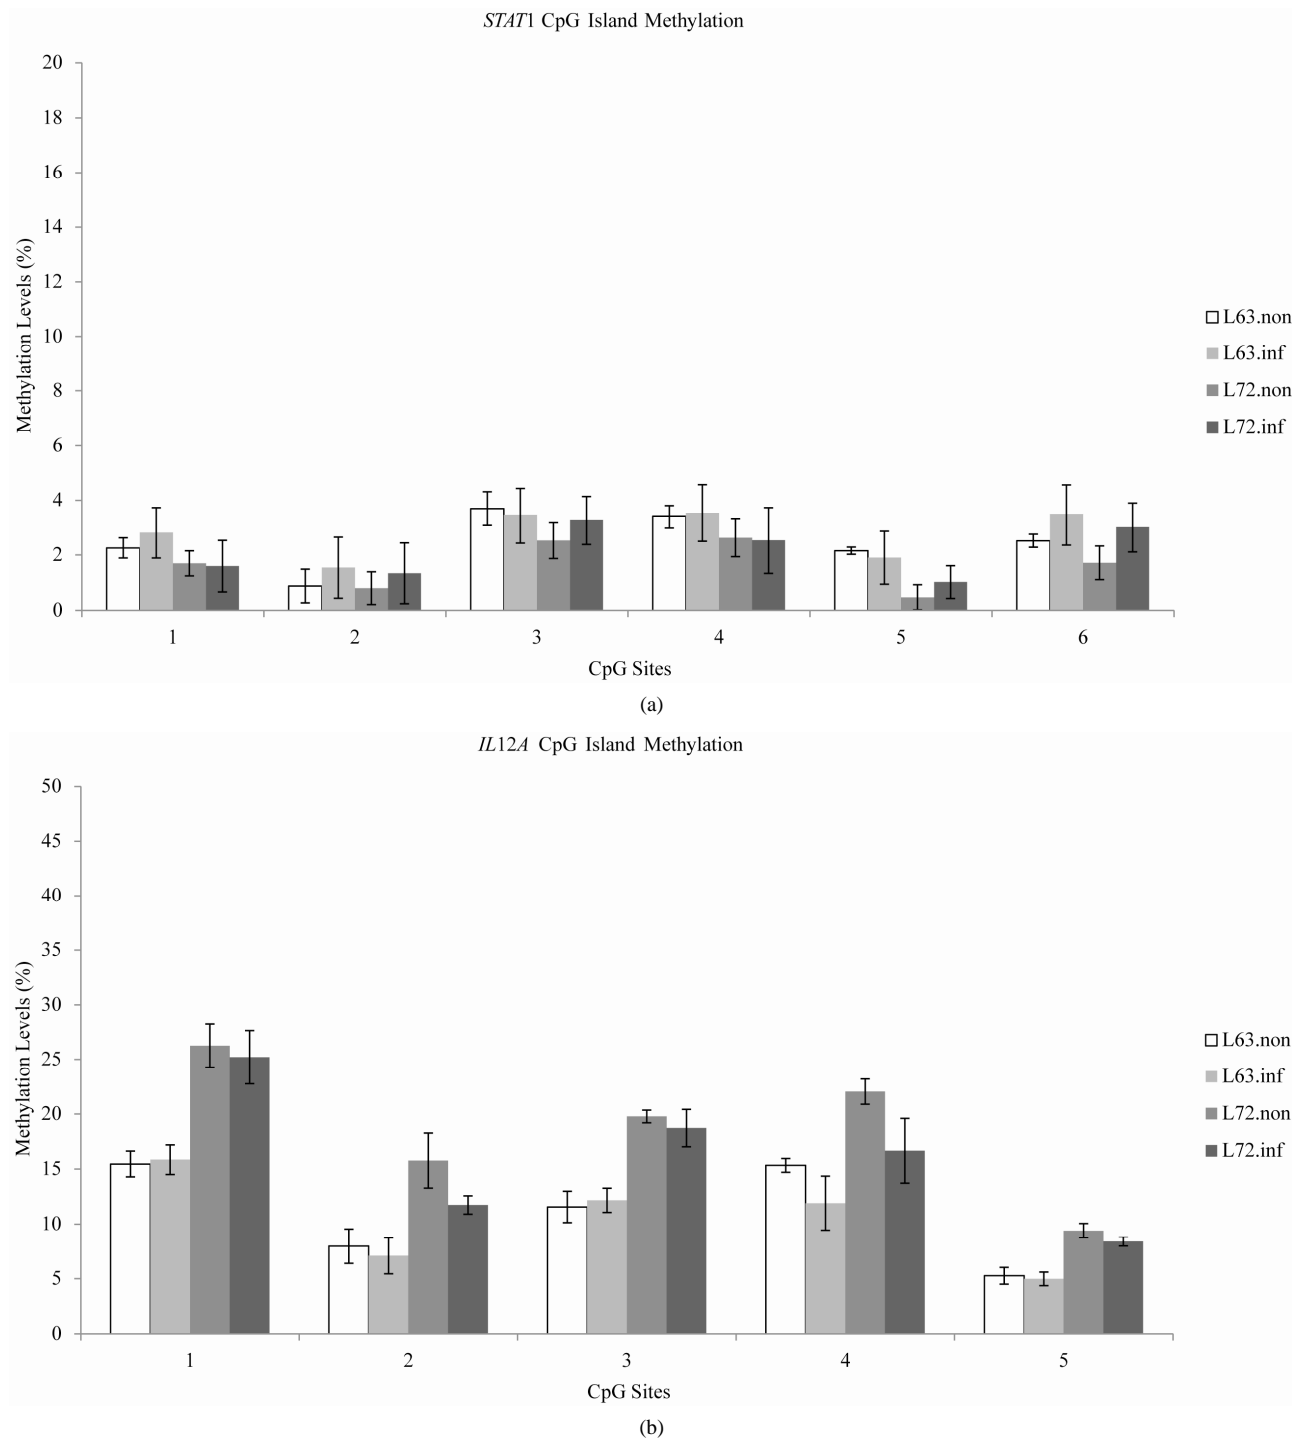 STAT1 CpG Island Methylation
20
18
16
14
12
10
8
6
4
2
0
Methylation Levels (%)
1 2 3 4 5 6
CpG Sites
L63.non
L63.inf
L72.non
L72.inf
(a)
IL12A CpG Island Methylation
50
45
40
35
30
25
20
15
10
5
0
Methylation Levels (%)
1 2 3 4 5
CpG Sites
L63.non
L63.inf
L72.non
L72.inf
(b)